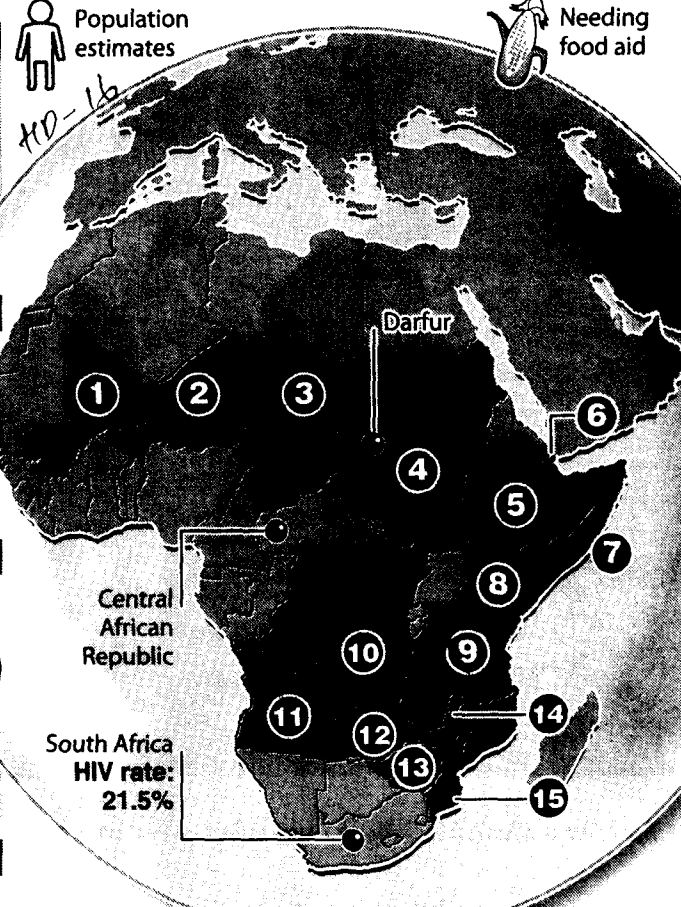 Population
estimates
Needing
food aid
HD-16
Darfur
1
2
3
6
4
5
7
8
Central
African
Republic
10
9
11
14
12
South Africa
HIV rate:
21.5%
13
15